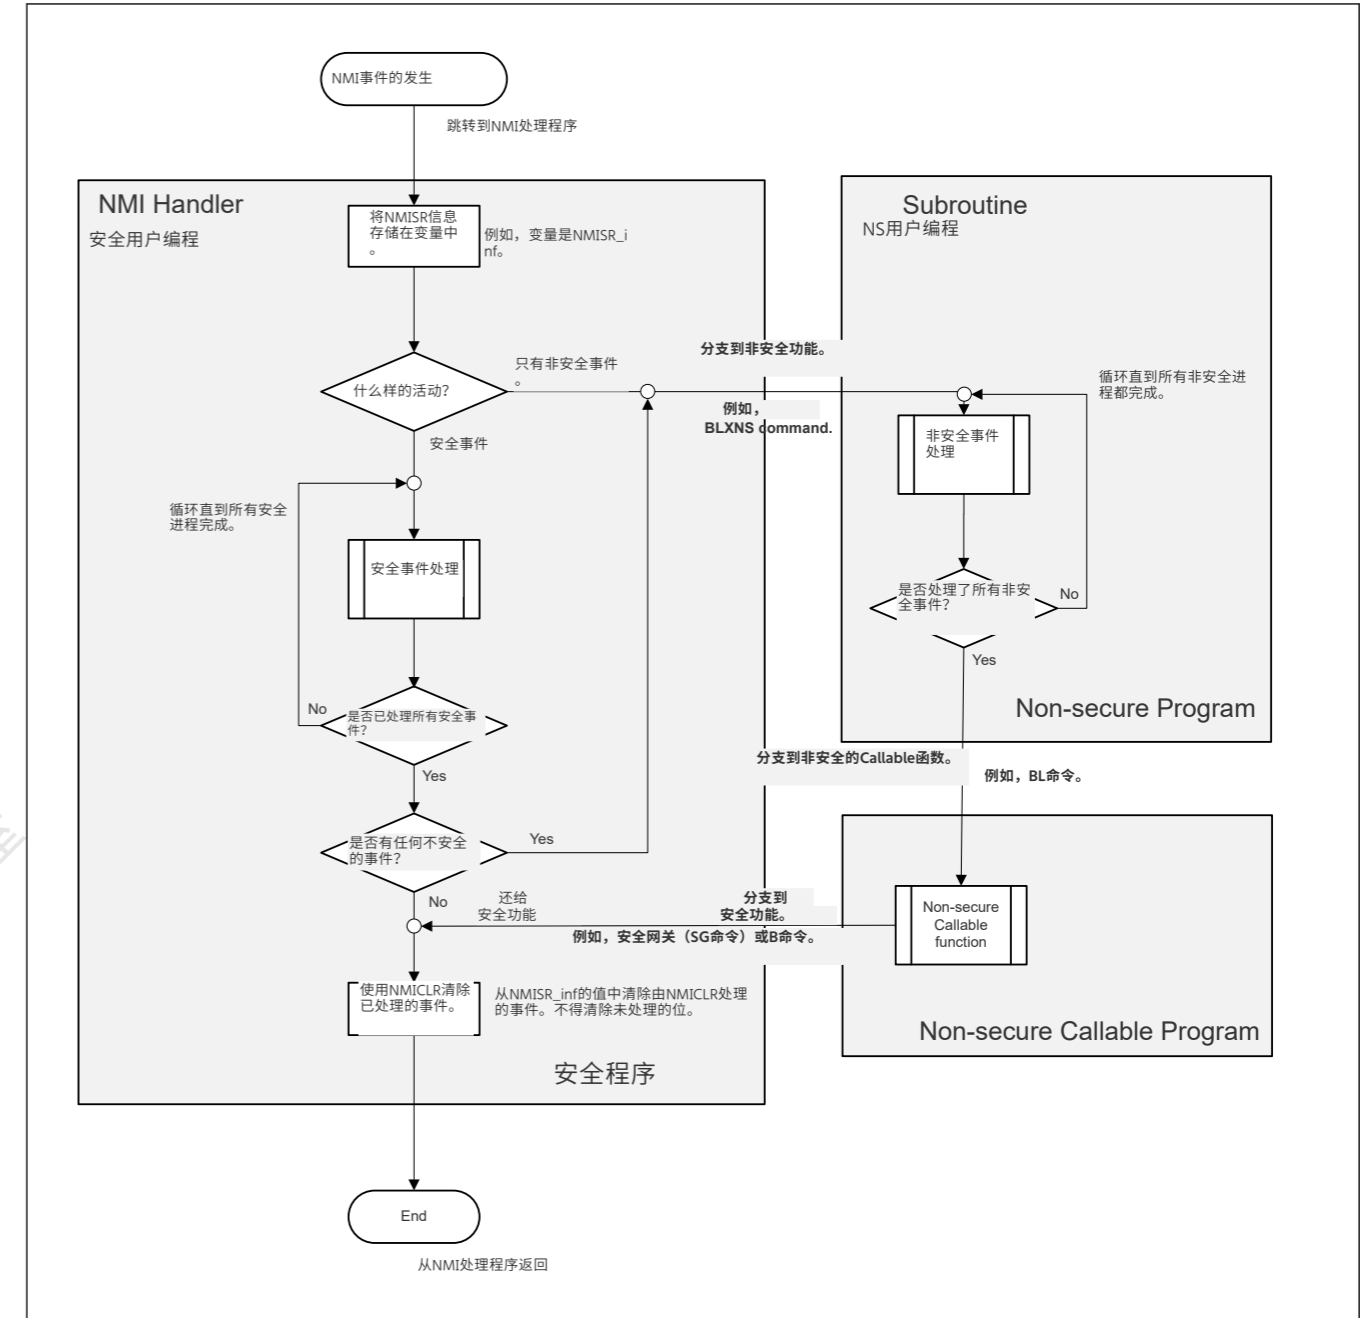 NMI事件的发生
跳转到NMI处理程序
NMI Handler
安全用户编程
将NMISR信息
存储在变量中
。
例如，变量是NMISR_i
nf。
Subroutine
NS用户编程
什么样的活动？
只有非安全事件
。
分支到非安全功能。
例如，
BLXNS command.
循环直到所有非安全进
程都完成。
非安全事件
处理
安全事件
循环直到所有安全
进程完成。
安全事件处理
是否处理了所有非安
全事件？
No
Yes
Non-secure Program
No
是否已处理所有安全事
件？
Yes
分支到非安全的Callable函数。
例如，BL命令。
是否有任何不安全
的事件？
Yes
No
还给
安全功能
分支到
安全功能。
例如，安全网关（SG命令）或B命令。
Non-secure
Callable
function
使用NMICLR清除
已处理的事件。
从NMISR_inf的值中清除由NMICLR处理
的事件。不得清除未处理的位。
Non-secure Callable Program
安全程序
End
从NMI处理程序返回